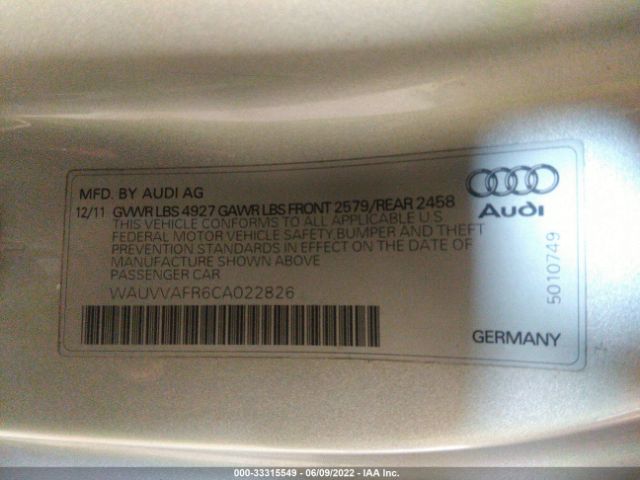 MFD. BY AUDI AG
12/11 GVWR LBS 4927 GAWR LBS FRONT 2579/REAR 2458
THIS VEHICLE CONFORMS TO ALL APPLICABLE U.S
FEDERAL MOTOR VEHICLE SAFETY,BUMPER AND THEFT
PREVENTION STANDARDS IN EFFECT ON THE DATE OF
MANUFACTURE SHOWN ABOVE
PASSENGER CAR
WAUVVAFR6CA022826
Audi
5010749
GERMANY
000-33315549 | 06/09/2022 - IAA Inc.